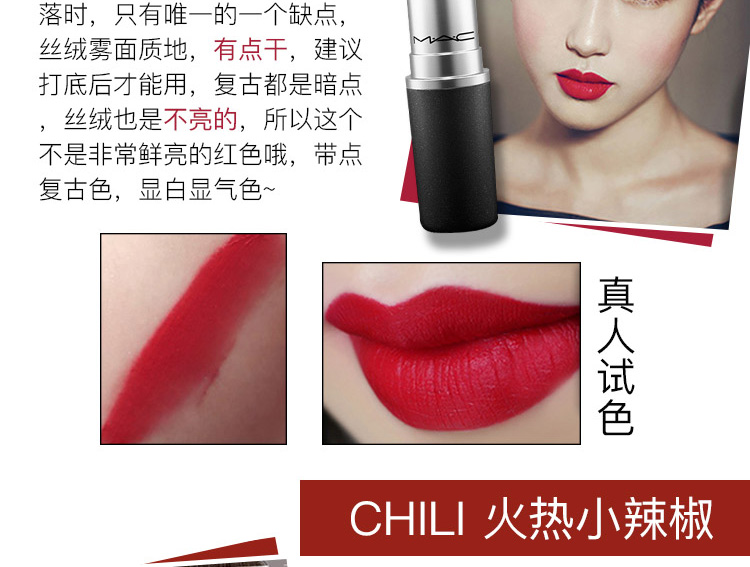 落时，只有唯一的一个缺点，
丝绒雾面质地，有点干，建议
打底后才能用，复古都是暗点
，丝绒也是不亮的，所以这个
不是非常鲜亮的红色哦，带点
复古色，显白显气色~
MAC
真人试色
CHILI 火热小辣椒